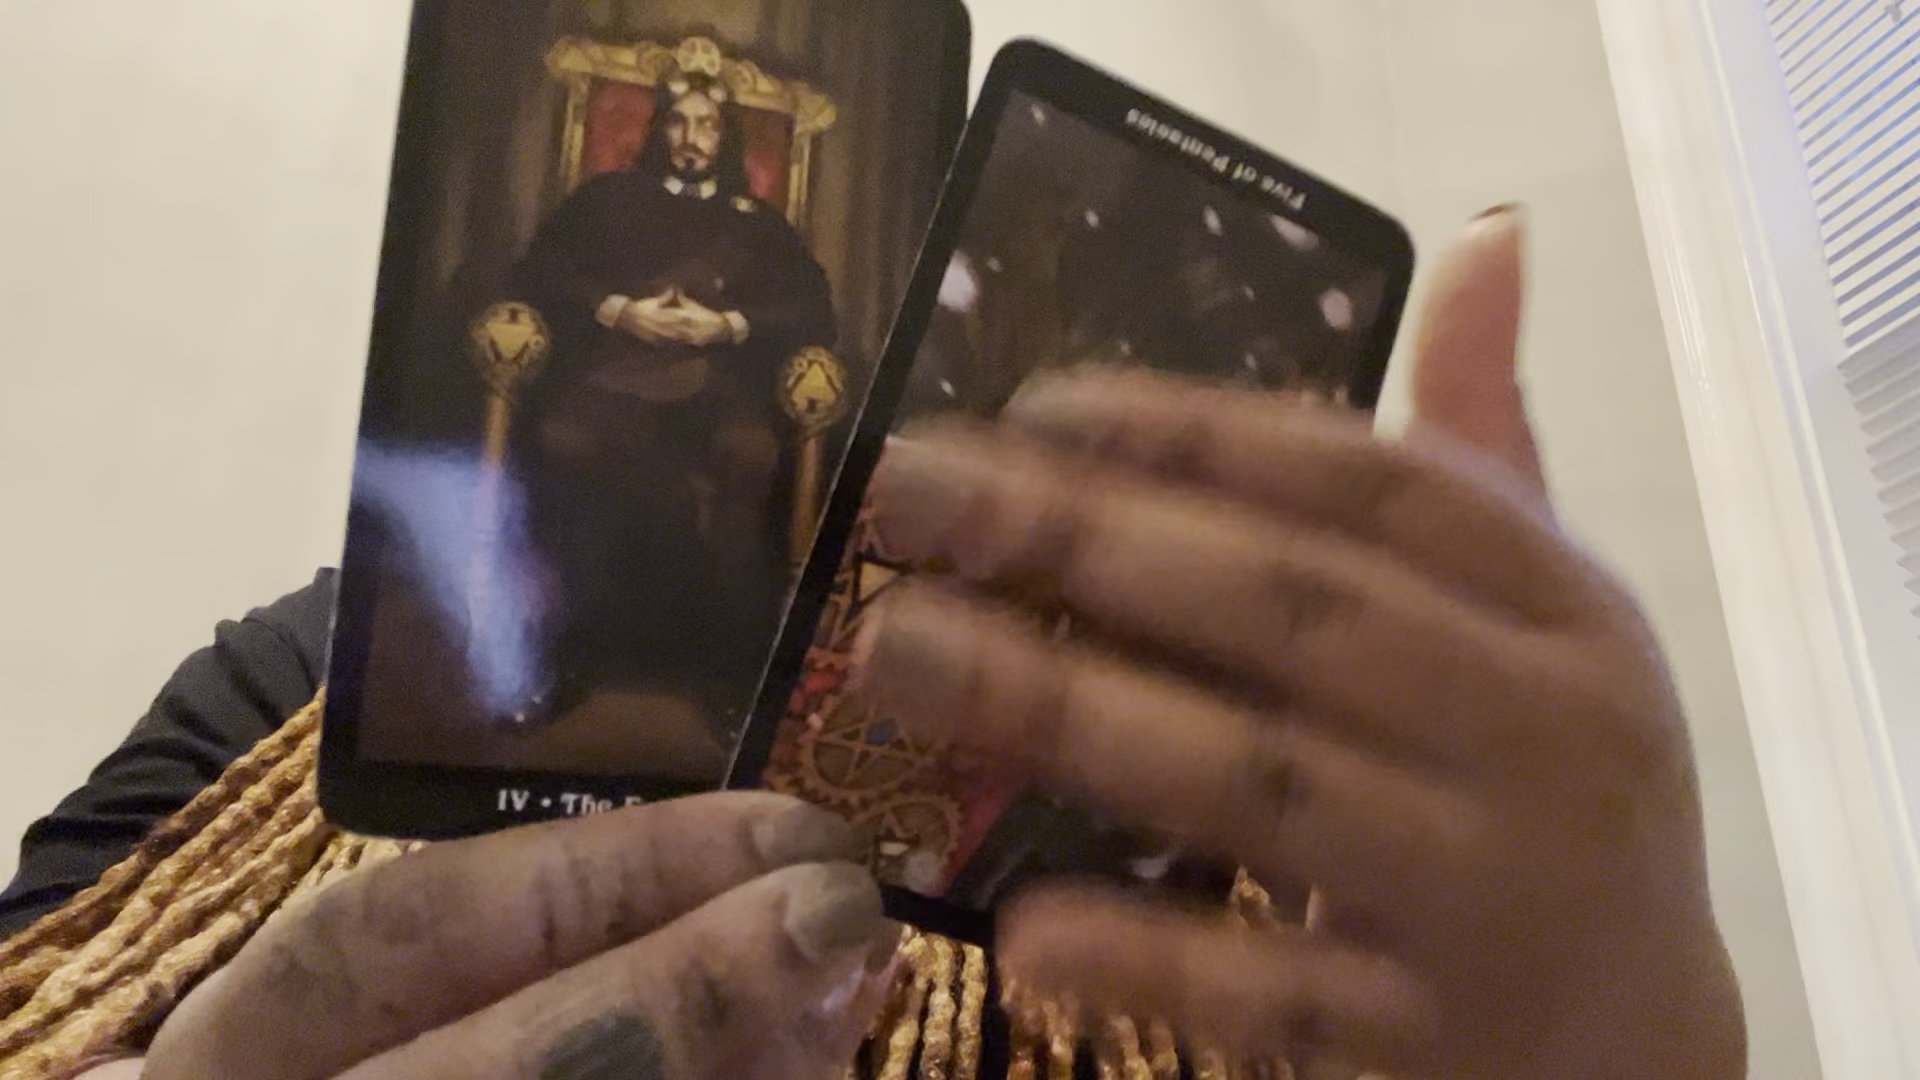 IV • The
Five of Pentacles